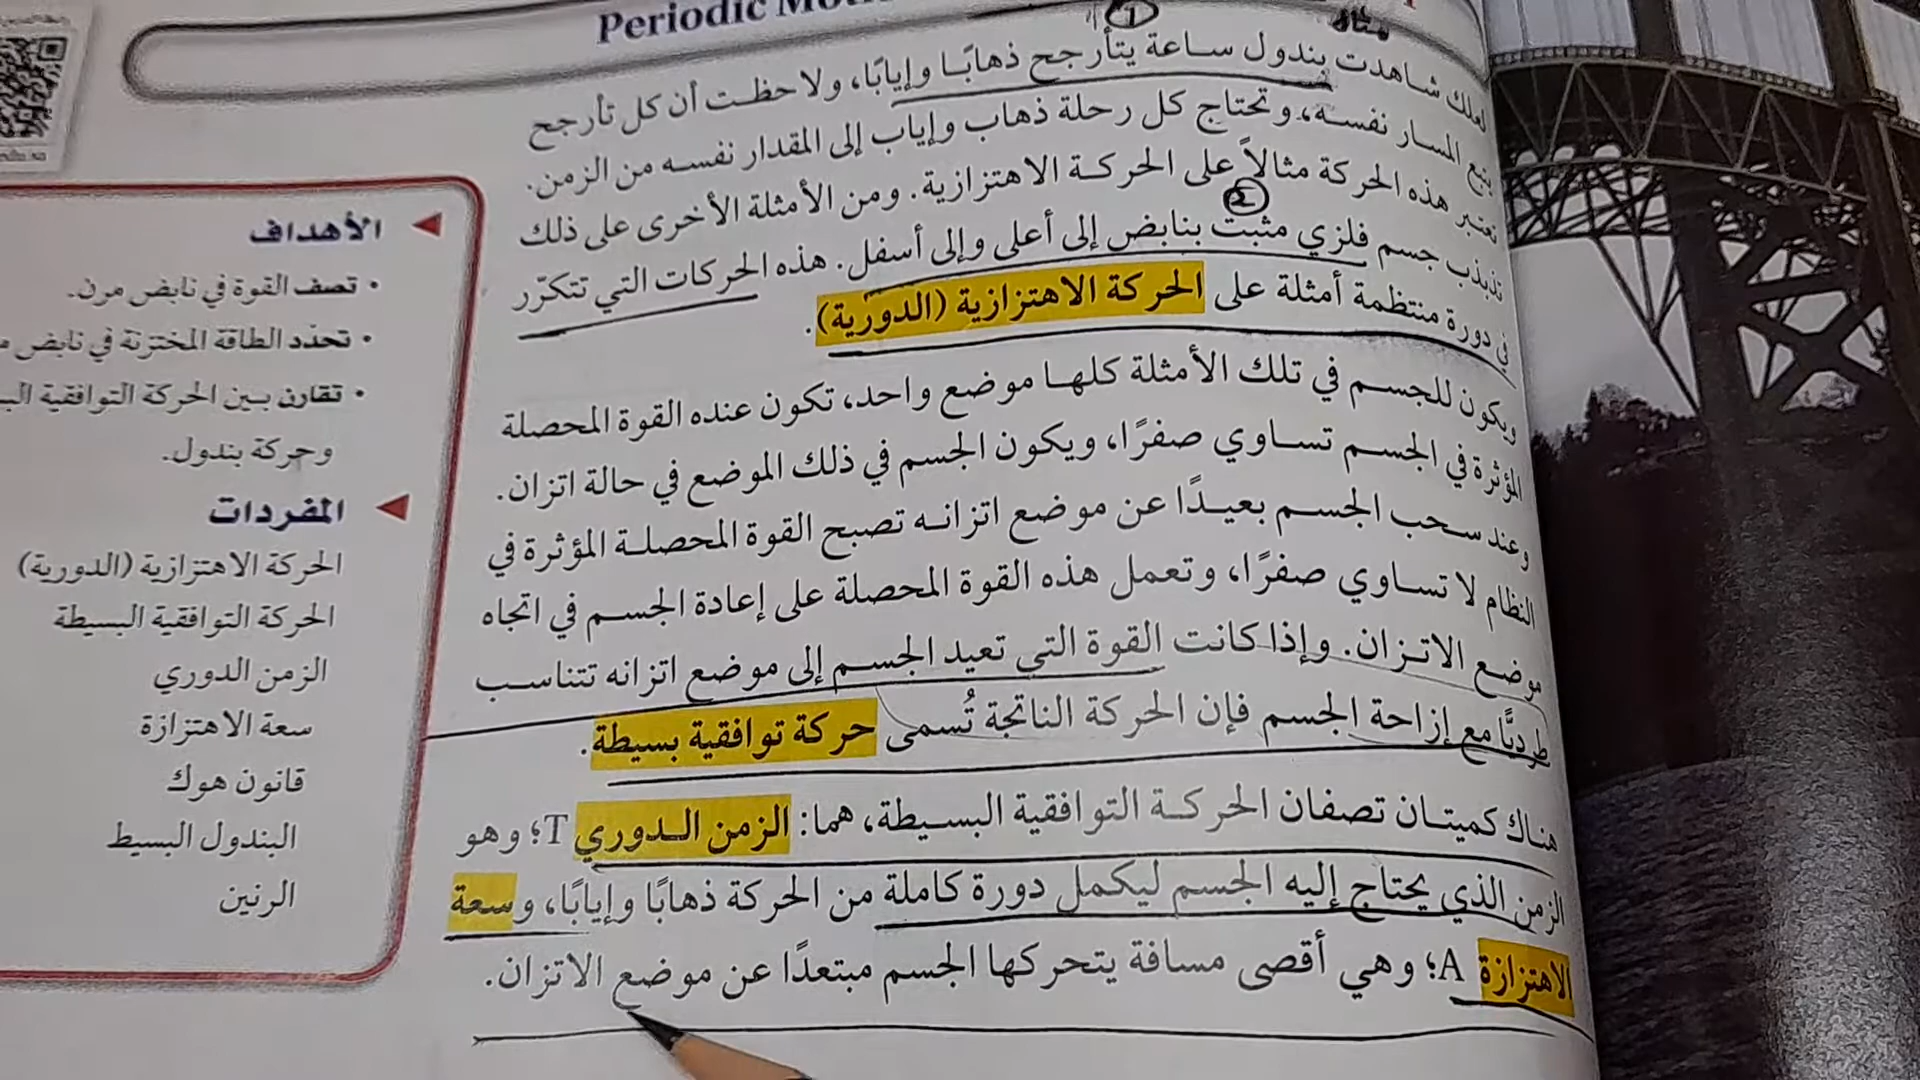 Periodic
مثال
1
لعلك شاهدت بندول ساعة يتأرجح ذهابًا وإيابًا، ولاحظت أن كل تأرجح
يتبع المسار نفسه، وتحتاج كل رحلة ذهاب وإياب إلى المقدار نفسه من الزمن.
تعتبر هذه الحركة مثالاً على الحركة الاهتزازية. ومن الأمثلة الأخرى على ذلك
2
تذبذب جسم فلزي مثبت بنابض إلى أعلى وإلى أسفل. هذه الحركات التي تتكرّر
في دورة منتظمة أمثلة على الحركة الاهتزازية (الدورية).
ويكون للجسم في تلك الأمثلة كلها موضع واحد، تكون عنده القوة المحصلة
المؤثرة في الجسم تساوي صفرًا، ويكون الجسم في ذلك الموضع في حالة اتزان.
وعند سحب الجسم بعيدًا عن موضع اتزانه تصبح القوة المحصلة المؤثرة في
النظام لا تساوي صفرًا، وتعمل هذه القوة المحصلة على إعادة الجسم في اتجاه
موضع الاتزان. وإذا كانت القوة التي تعيد الجسم إلى موضع اتزانه تتناسب
طرديًّا مع إزاحة الجسم فإن الحركة الناتجة تُسمى حركة توافقية بسيطة.
هناك كميتان تصفان الحركة التوافقية البسيطة، هما: الزمن الدوري T؛ وهو
الزمن الذي يحتاج إليه الجسم ليكمل دورة كاملة من الحركة ذهابًا وإيابًا، وسعة
الاهتزازة A؛ وهي أقصى مسافة يتحركها الجسم مبتعدًا عن موضع الاتزان.
الأهداف
• تصف القوة في نابض مرن.
• تحدّد الطاقة المختزنة في نابض
• تقارن بين الحركة التوافقية
وحركة بندول.
المفردات
الحركة الاهتزازية (الدورية)
الحركة التوافقية البسيطة
الزمن الدوري
سعة الاهتزازة
قانون هوك
البندول البسيط
الرنين